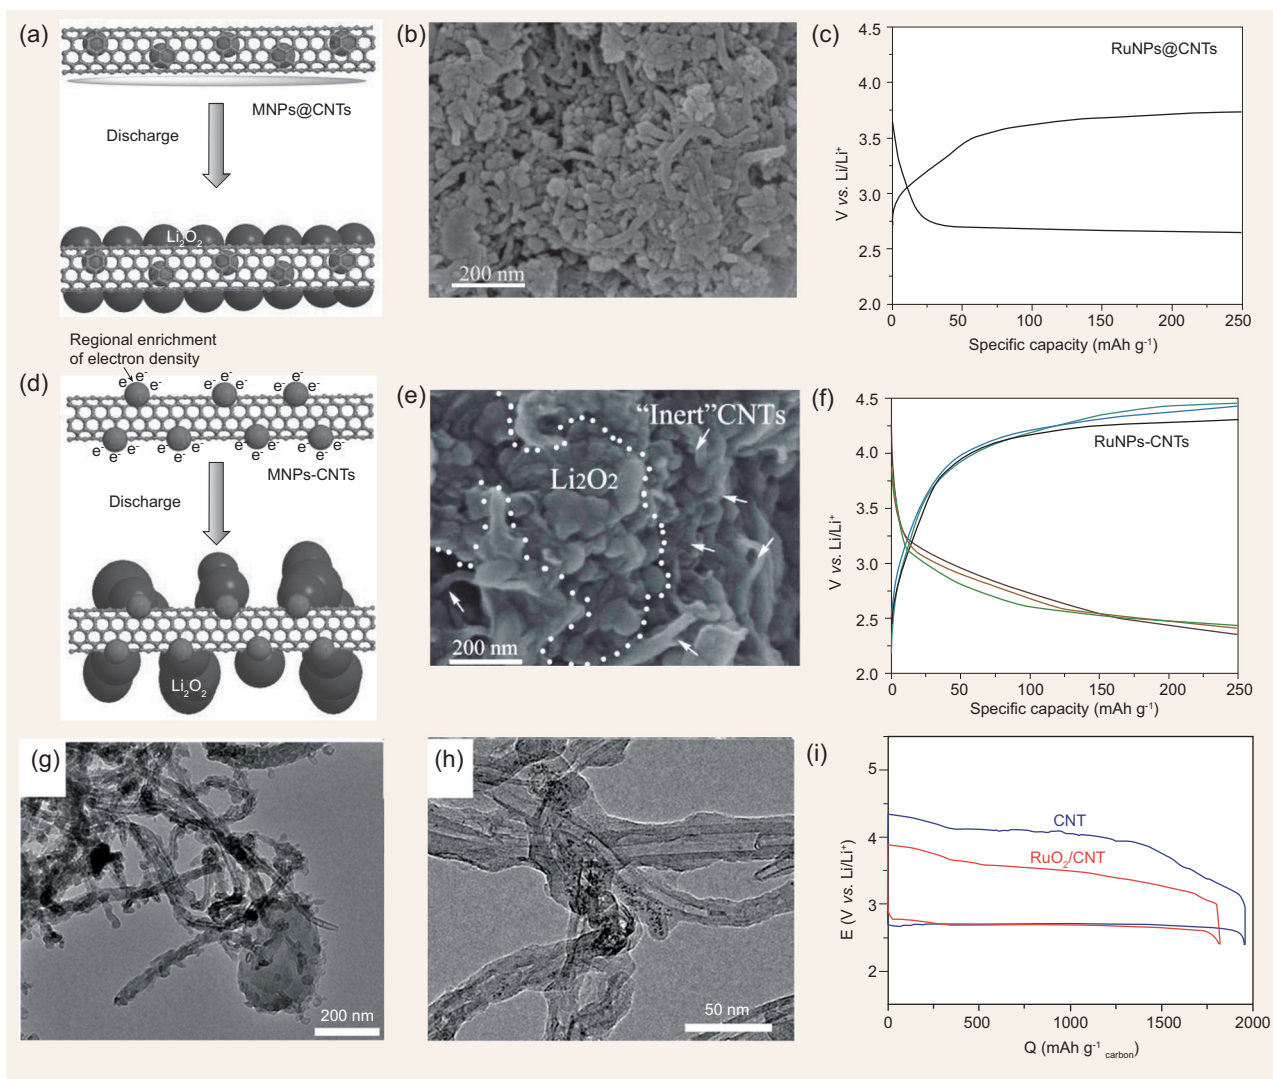 (a)
MNPs@CNTs
Discharge
Li₂O₂
(b)
200 nm
(c)
RuNPs@CNTs
4.5
3.5
3.0
2.5
2.0
V vs. Li/Li⁺
0
50
100
150
200
250
Specific capacity (mAh g⁻¹)
Regional enrichment
of electron density
(d)
e⁻ e⁻ e⁻ e⁻ e⁻ e⁻ e⁻
e⁻ e⁻ e⁻ e⁻ e⁻ e⁻ e⁻ e⁻
MNPs-CNTs
Discharge
Li₂O₂
(e)
“Inert”CNTs
Li₂O₂
200 nm
(f)
RuNPs-CNTs
4.5
4.0
3.5
3.0
2.5
2.0
V vs. Li/Li⁺
0
50
100
150
200
250
Specific capacity (mAh g⁻¹)
(g)
200 nm
(h)
50 nm
(i)
CNT
RuO₂/CNT
5
4
3
2
E (V vs. Li/Li⁺)
0
500
1000
1500
2000
Q (mAh g⁻¹ carbon)